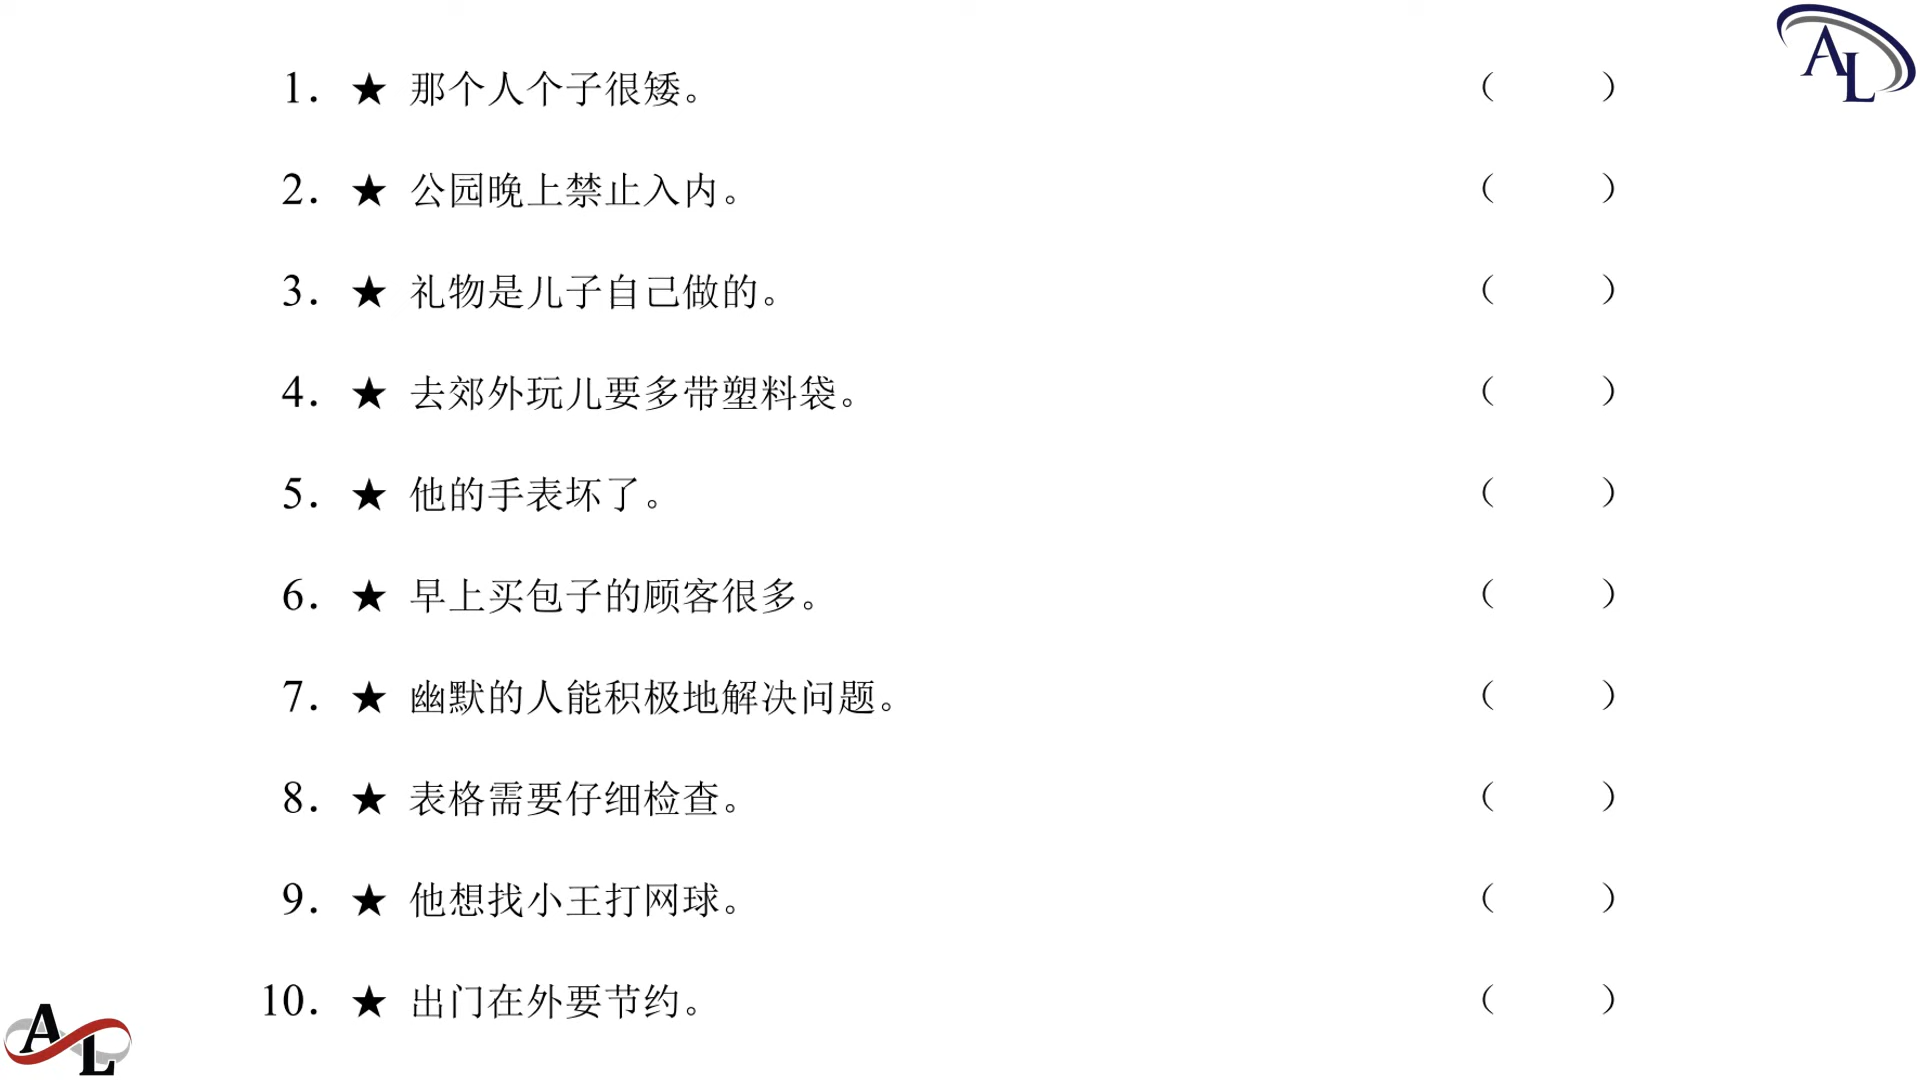 AL
1. ★ 那个人个子很矮。 （ ）
2. ★ 公园晚上禁止入内。 （ ）
3. ★ 礼物是儿子自己做的。 （ ）
4. ★ 去郊外玩儿要多带塑料袋。 （ ）
5. ★ 他的手表坏了。 （ ）
6. ★ 早上买包子的顾客很多。 （ ）
7. ★ 幽默的人能积极地解决问题。 （ ）
8. ★ 表格需要仔细检查。 （ ）
9. ★ 他想找小王打网球。 （ ）
10. ★ 出门在外要节约。 （ ）
AL